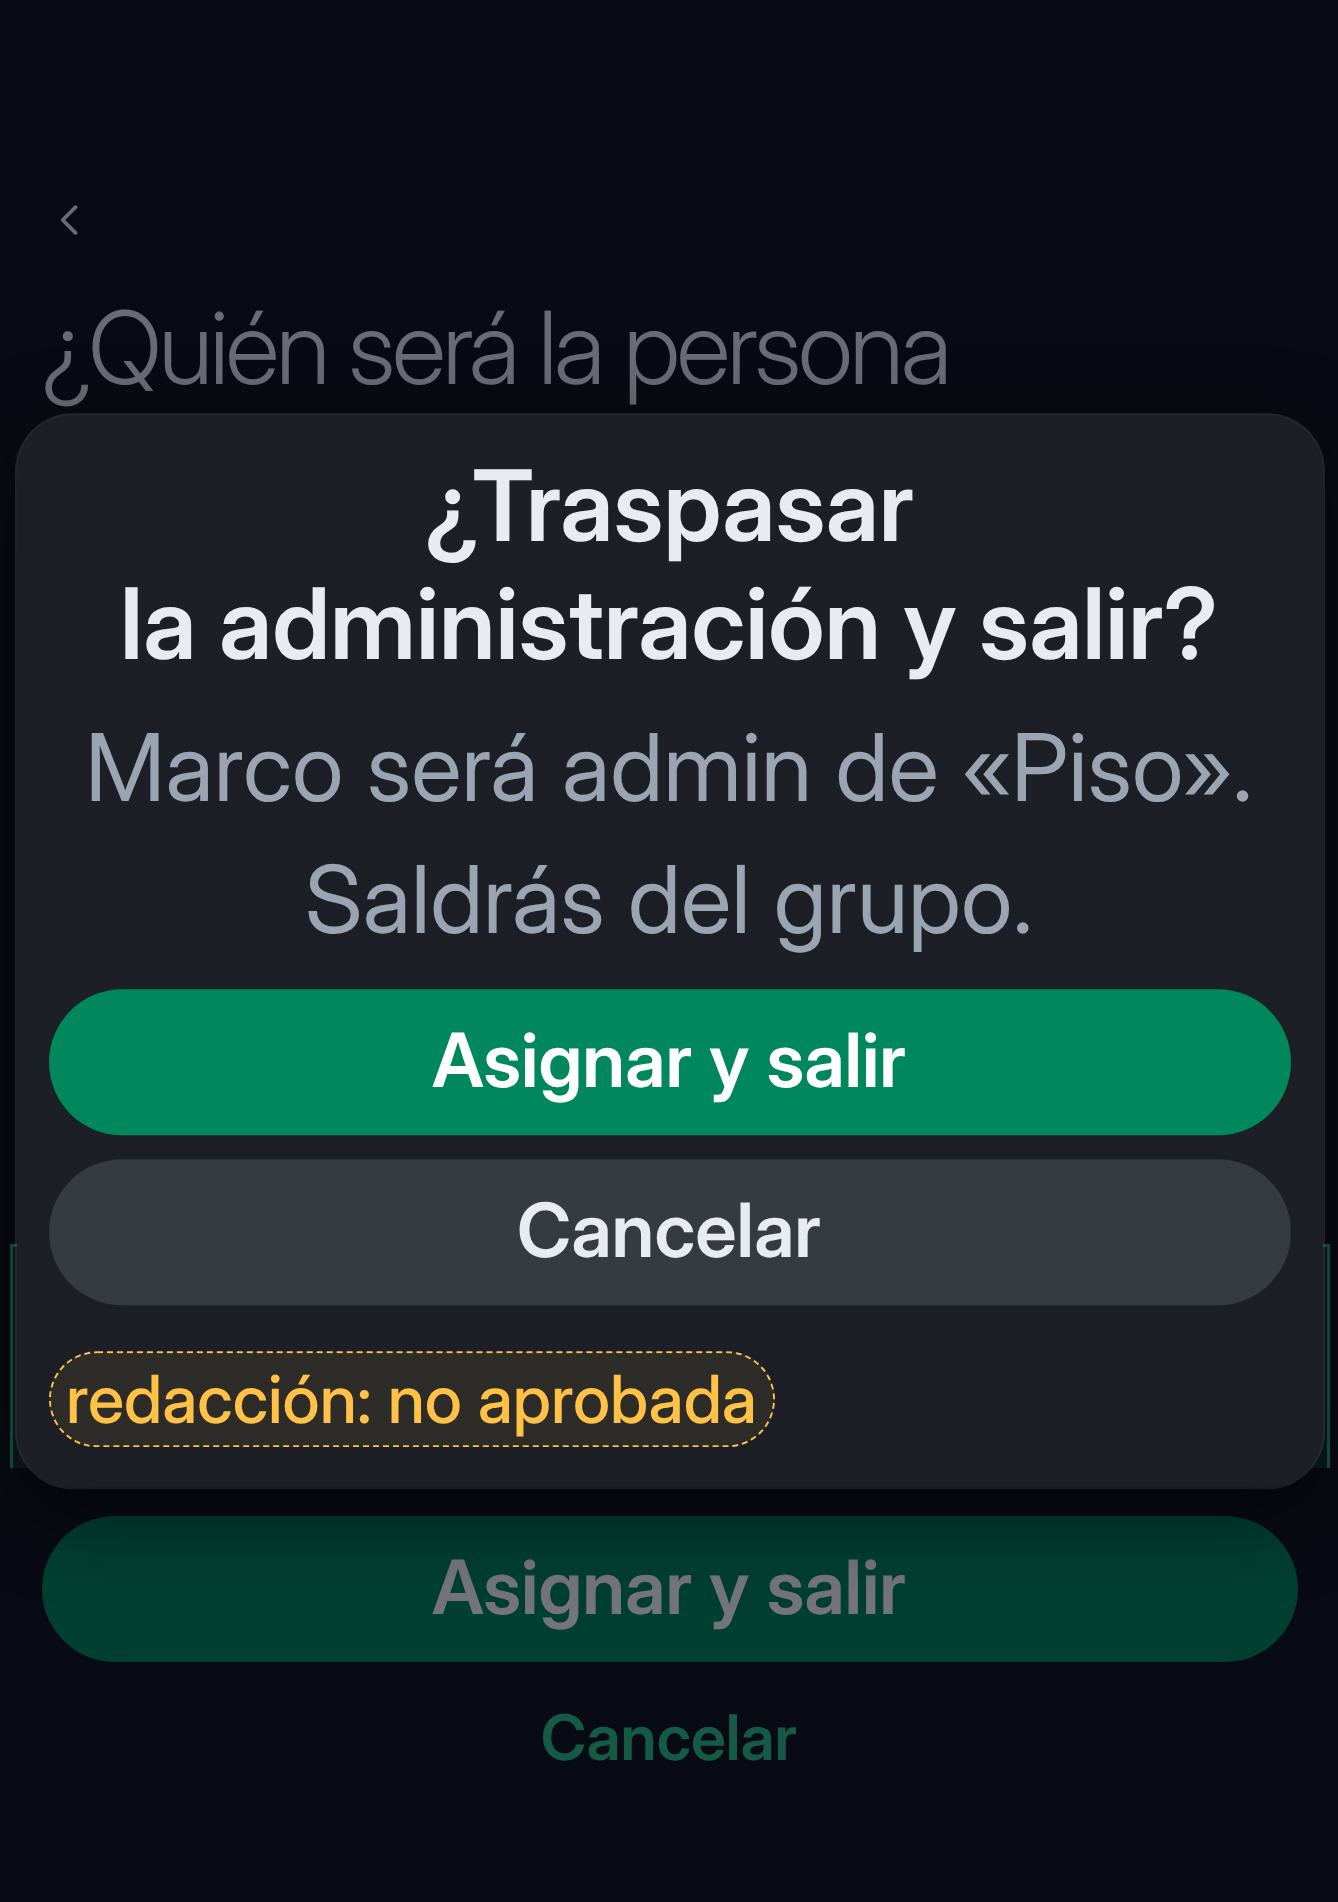 ¿Quién será la persona
¿Traspasar
la administración y salir?
Marco será admin de «Piso».
Saldrás del grupo.
Asignar y salir
Cancelar
redacción: no aprobada
Asignar y salir
Cancelar